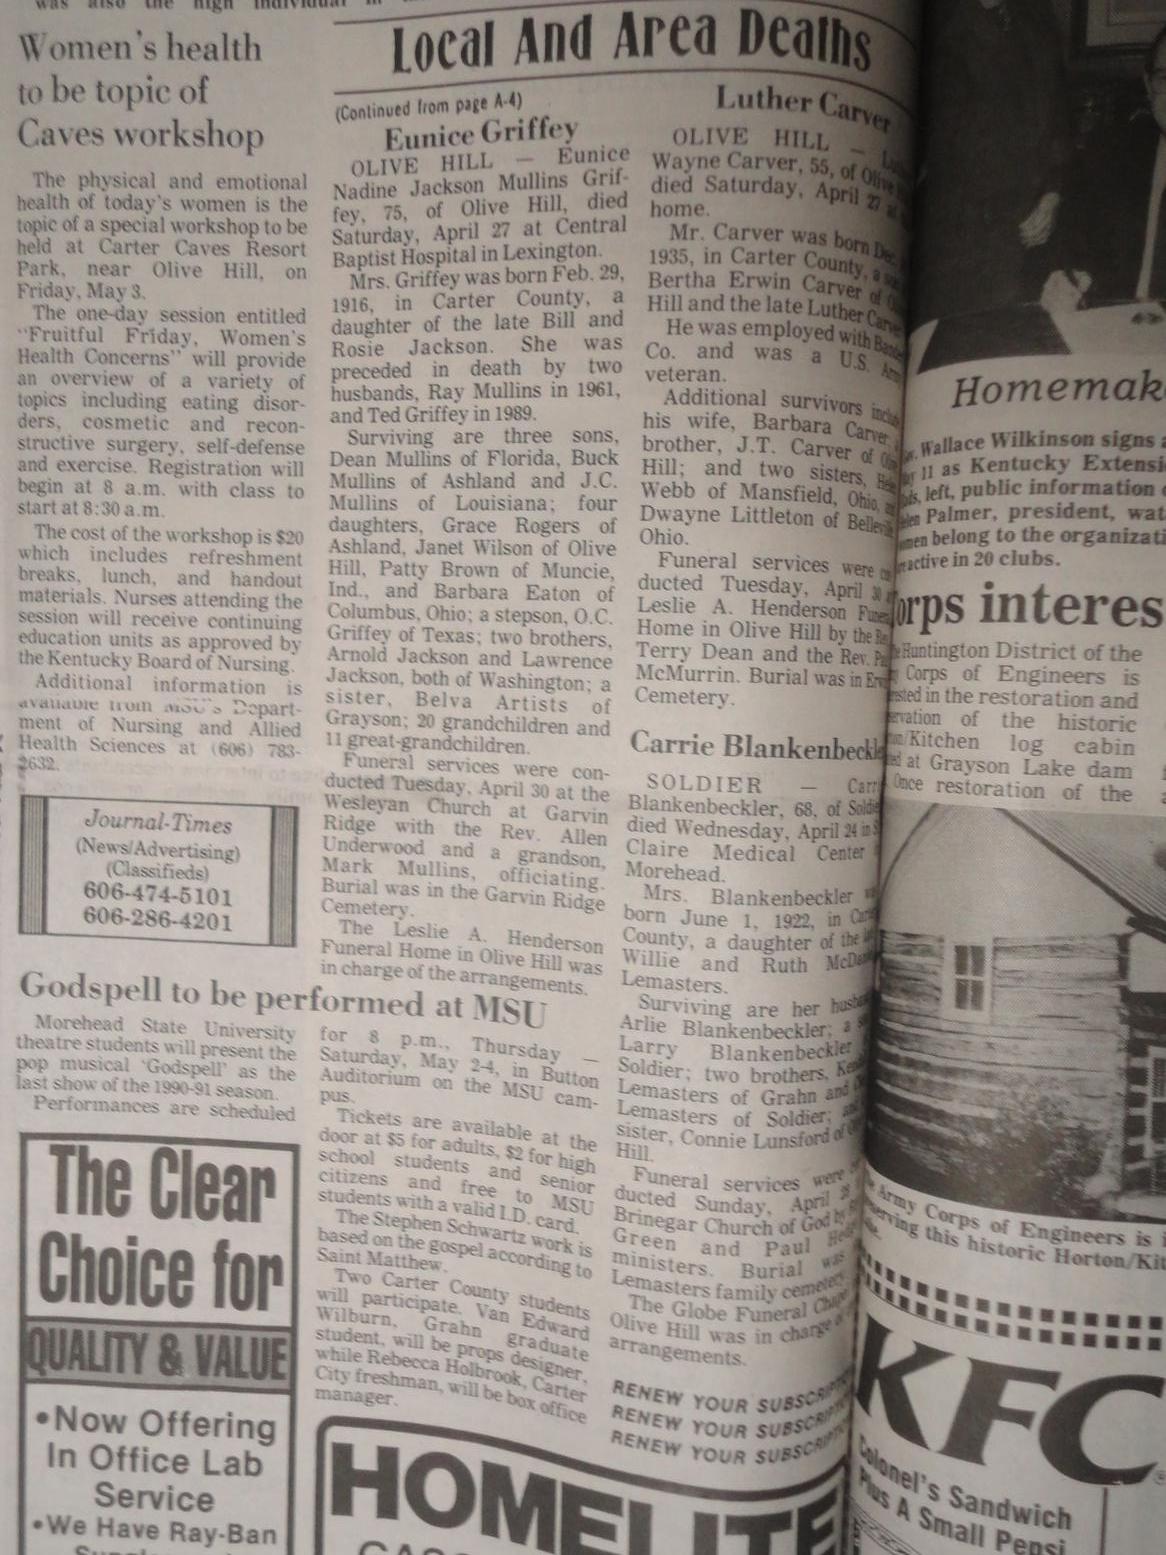 was also the high individual in
Women's health
to be topic of
Caves workshop
The physical and emotional
health of today's women is the
topic of a special workshop to be
held at Carter Caves Resort
Park, near Olive Hill, on
Friday, May 3.
The one-day session entitled
"Fruitful Friday, Women's
Health Concerns" will provide
an overview of a variety of
topics including eating disor-
ders, cosmetic and recon-
structive surgery, self-defense
and exercise. Registration will
begin at 8 a.m. with class to
start at 8:30 a.m.
The cost of the workshop is $20
which includes refreshment
breaks, lunch, and handout
materials. Nurses attending the
session will receive continuing
education units as approved by
the Kentucky Board of Nursing.
Additional information is
available from MSU's Depart-
ment of Nursing and Allied
Health Sciences at (606) 783-
2632.
Journal-Times
(News/Advertising)
(Classifieds)
606-474-5101
606-286-4201
Local And Area Deaths
(Continued from page A-4)
Eunice Griffey
OLIVE HILL — Eunice
Nadine Jackson Mullins Grif-
fey, 75, of Olive Hill, died
Saturday, April 27 at Central
Baptist Hospital in Lexington.
Mrs. Griffey was born Feb. 29,
1916, in Carter County, a
daughter of the late Bill and
Rosie Jackson. She was
preceded in death by two
husbands, Ray Mullins in 1961,
and Ted Griffey in 1989.
Surviving are three sons,
Dean Mullins of Florida, Buck
Mullins of Ashland and J.C.
Mullins of Louisiana; four
daughters, Grace Rogers of
Ashland, Janet Wilson of Olive
Hill, Patty Brown of Muncie,
Ind., and Barbara Eaton of
Columbus, Ohio; a stepson, O.C.
Griffey of Texas; two brothers,
Arnold Jackson and Lawrence
Jackson, both of Washington; a
sister, Belva Artists of
Grayson; 20 grandchildren and
11 great-grandchildren.
Funeral services were con-
ducted Tuesday, April 30 at the
Wesleyan Church at Garvin
Ridge with the Rev. Allen
Underwood and a grandson,
Mark Mullins, officiating.
Burial was in the Garvin Ridge
Cemetery.
The Leslie A. Henderson
Funeral Home in Olive Hill was
in charge of the arrangements.
Luther Carver
OLIVE HILL —
Wayne Carver, 55, of Olive
died Saturday, April 27 at
home.
Mr. Carver was born Dec.
1935, in Carter County, a
Bertha Erwin Carver of
Hill and the late Luther Carver
He was employed with
Co. and was a U.S.
veteran.
Additional survivors
his wife, Barbara Carver,
brother, J.T. Carver of
Hill; and two sisters,
Webb of Mansfield, Ohio,
Dwayne Littleton of
Ohio.
Funeral services were
ducted Tuesday, April 30
Leslie A. Henderson
Home in Olive Hill by the
Terry Dean and the Rev.
McMurrin. Burial was in
Cemetery.
Carrie Blankenbeckle
SOLDIER —
Blankenbeckler, 68, of
died Wednesday, April 24 in
Claire Medical Center
Morehead.
Mrs. Blankenbeckler
born June 1, 1922, in
County, a daughter of the
Willie and Ruth
Lemasters.
Surviving are her
Arlie Blankenbeckler; a
Larry Blankenbeckler
Soldier; two brothers,
Lemasters of Grahn and
Lemasters of Soldier;
sister, Connie Lunsford of
Hill.
Funeral services were
ducted Sunday, April 28
Brinegar Church of God by
Green and Paul
ministers. Burial was
Lemasters family cemetery.
The Globe Funeral
Olive Hill was in charge
arrangements.
RENEW YOUR
RENEW YOUR
RENEW YOUR
Godspell to be performed at MSU
Morehead State University
theatre students will present the
pop musical 'Godspell' as the
last show of the 1990-91 season.
Performances are scheduled
for 8 p.m., Thursday —
Saturday, May 2-4, in Button
Auditorium on the MSU cam-
pus.
Tickets are available at the
door at $5 for adults, $2 for high
school students and senior
citizens and free to MSU
students with a valid I.D. card.
The Stephen Schwartz work is
based on the gospel according to
Saint Matthew.
Two Carter County students
will participate. Van Edward
Wilburn, Grahn graduate
student, will be props designer,
while Rebecca Holbrook, Carter
City freshman, will be box office
manager.
The Clear
Choice for
QUALITY & VALUE
•Now Offering
In Office Lab
Service
•We Have Ray-Ban
HOMELITE
Homemak
Wallace Wilkinson signs
11 as Kentucky Extensi
left, public information
Palmer, president, wat
belong to the organizati
active in 20 clubs.
orps interes
Huntington District of the
Corps of Engineers is
in the restoration and
of the historic
/Kitchen log cabin
at Grayson Lake dam
Once restoration of the
Army Corps of Engineers is
this historic Horton/Kit
KFC
Colonel's Sandwich
Plus A Small Pepsi